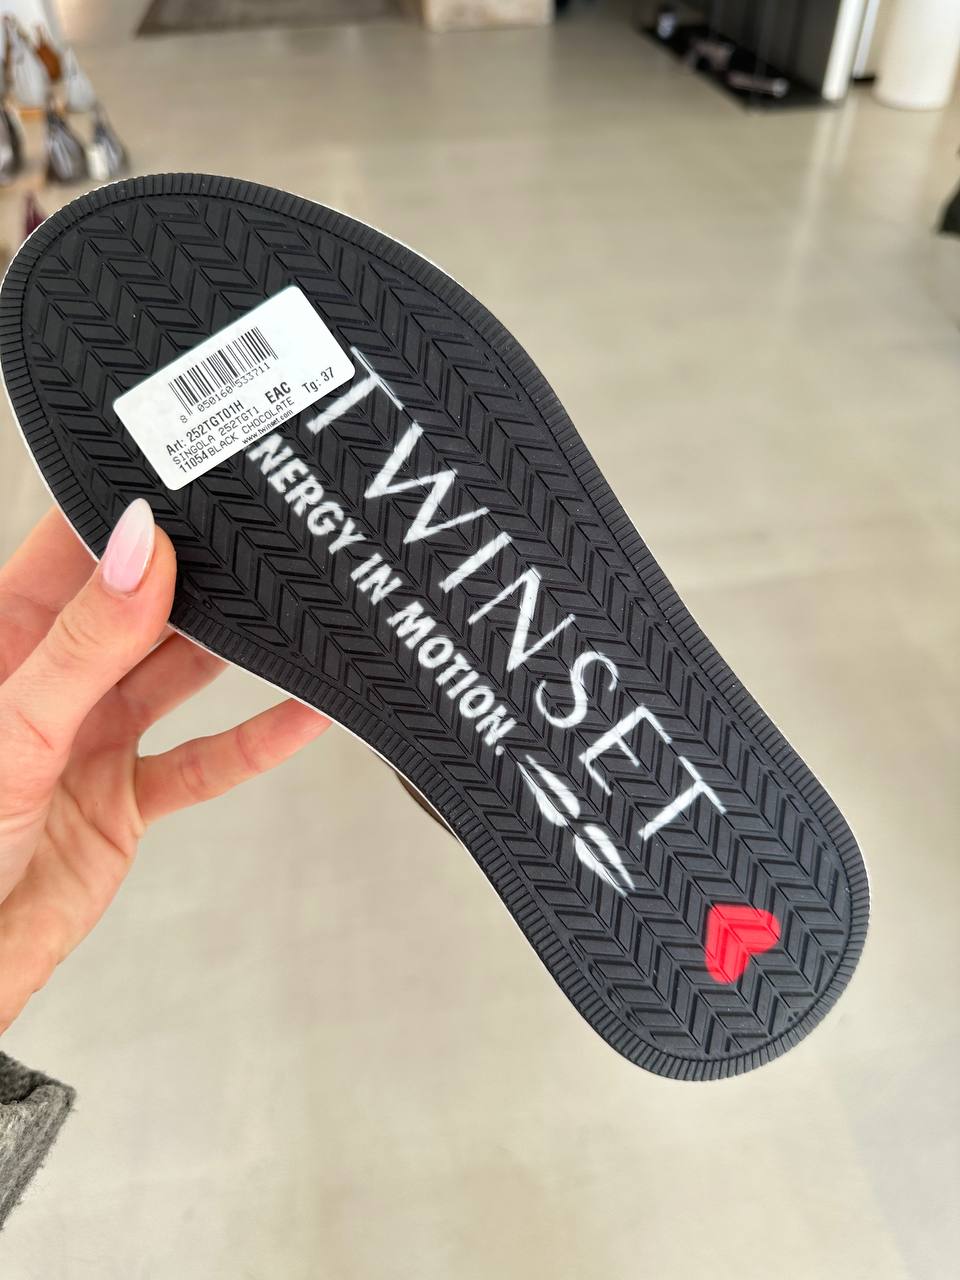 8 050160 533711
Art: 252TGT01H EAC Tg: 37
SINGOLA 252TGT1
11054 BLACK CHOCOLATE
www.twinset.com
TWINSET
NERGY IN MOTION.